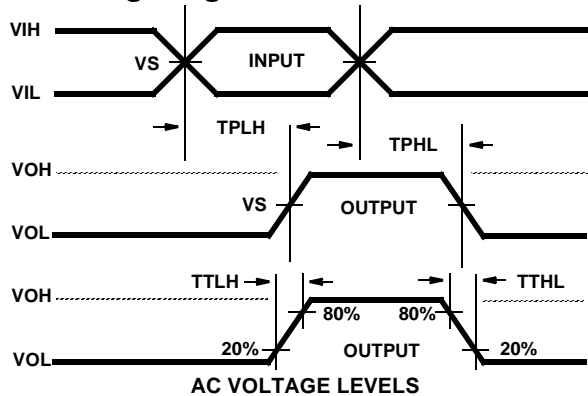 VIH
VS INPUT
VIL
TPLH TPHL
VOH
VS OUTPUT
VOL
TTLH TTHL
VOH
80% 80%
20% OUTPUT 20%
VOL
AC VOLTAGE LEVELS